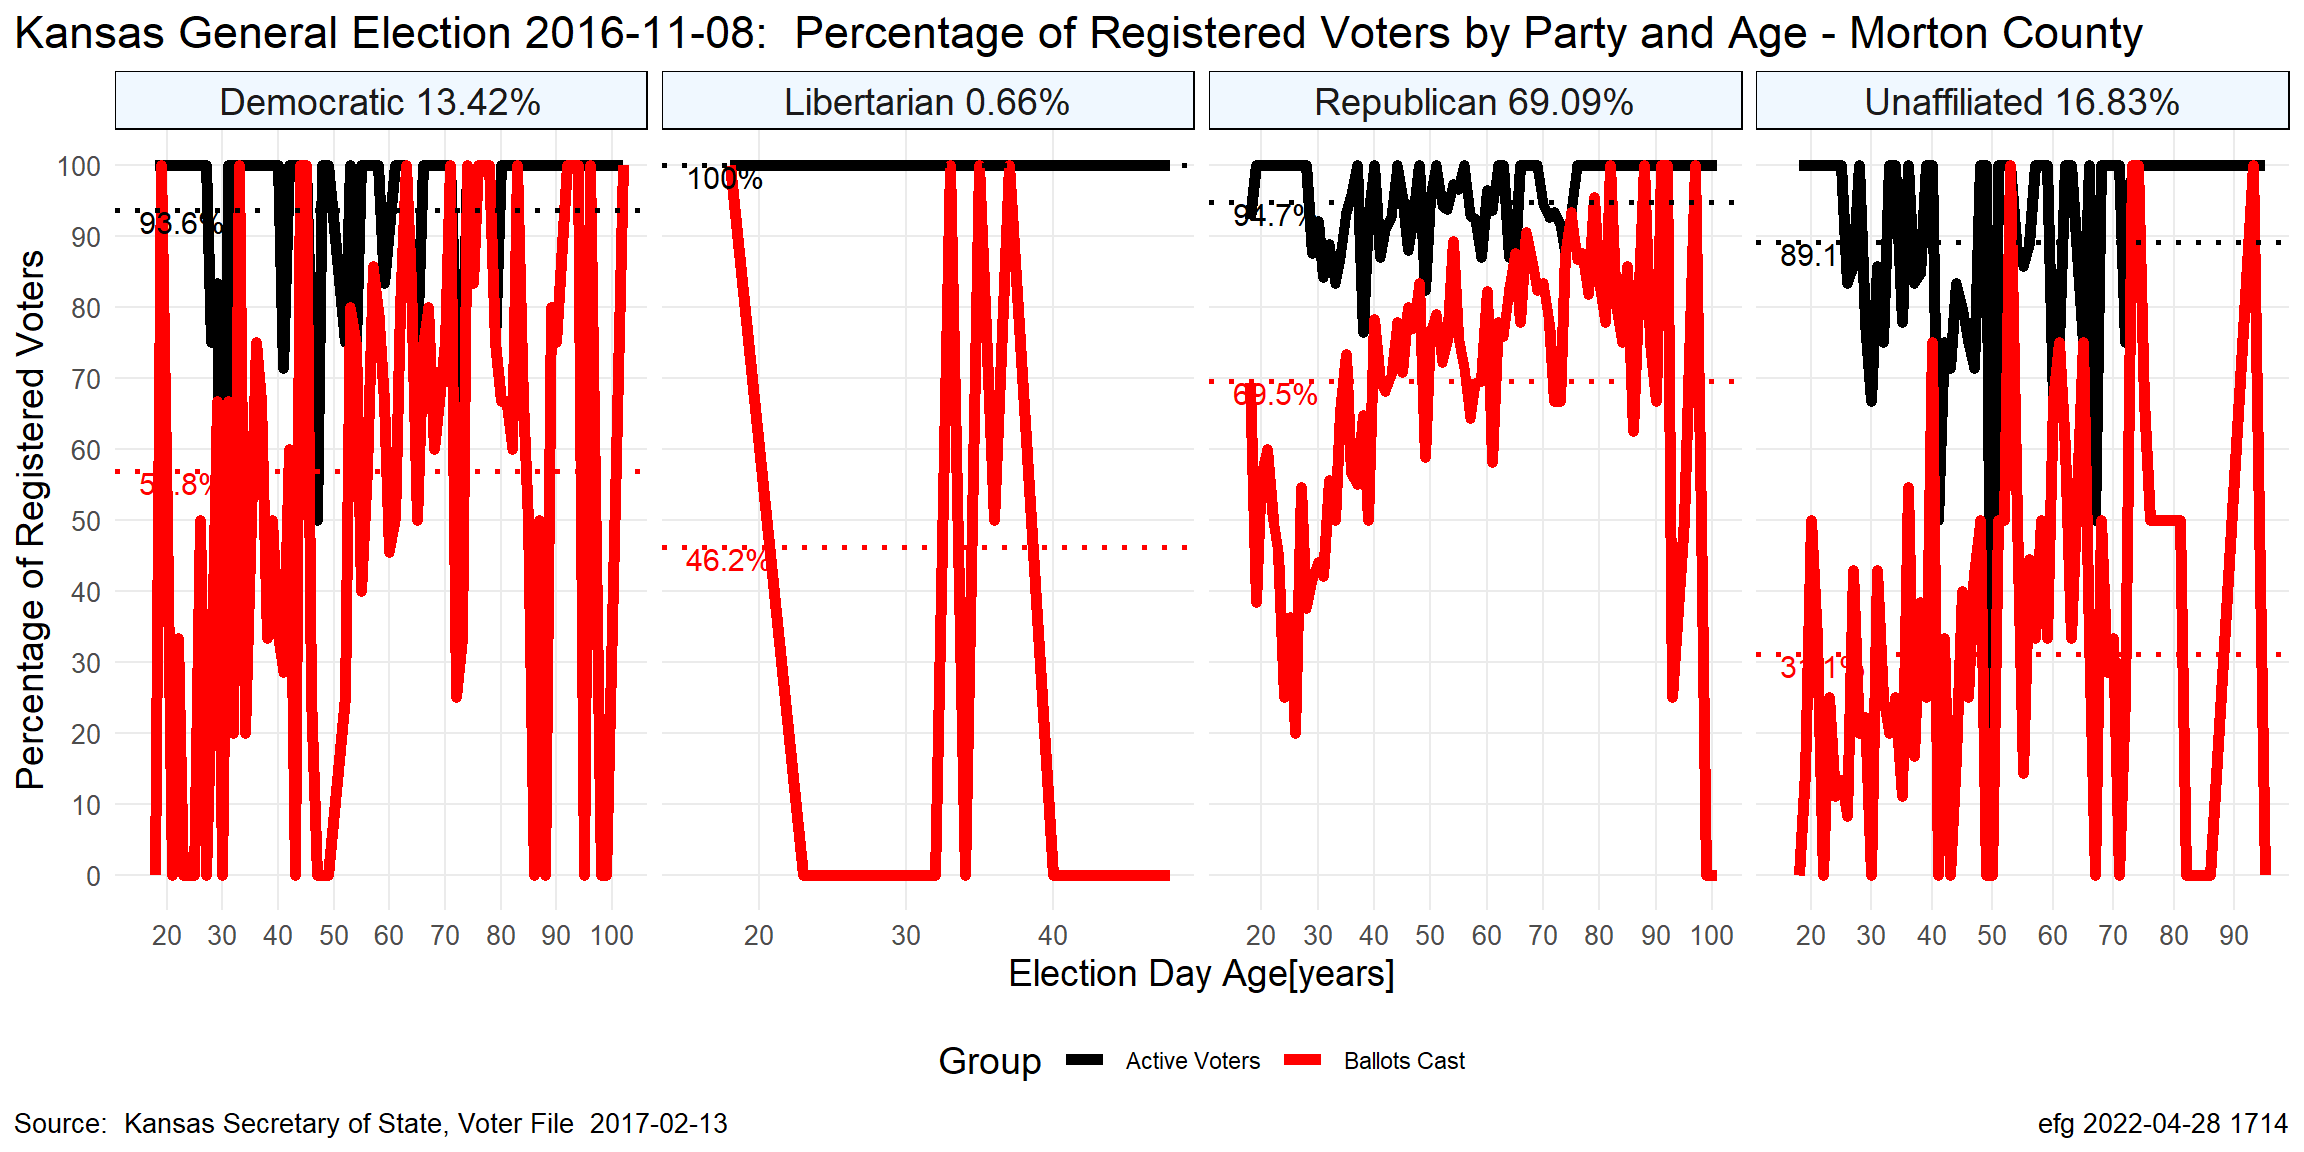 Kansas General Election 2016-11-08:  Percentage of Registered Voters by Party and Age - Morton County
Democratic 13.42%
Libertarian 0.66%
Republican 69.09%
Unaffiliated 16.83%
Percentage of Registered Voters
100
90
80
70
60
50
40
30
20
10
0
93.6%
100%
46.2%
94.7%
69.5%
89.1
31.1%
20 30 40 50 60 70 80 90 100
20 30 40
20 30 40 50 60 70 80 90 100
20 30 40 50 60 70 80 90
Election Day Age[years]
Group Active Voters Ballots Cast
Source:  Kansas Secretary of State, Voter File  2017-02-13
efg 2022-04-28 1714